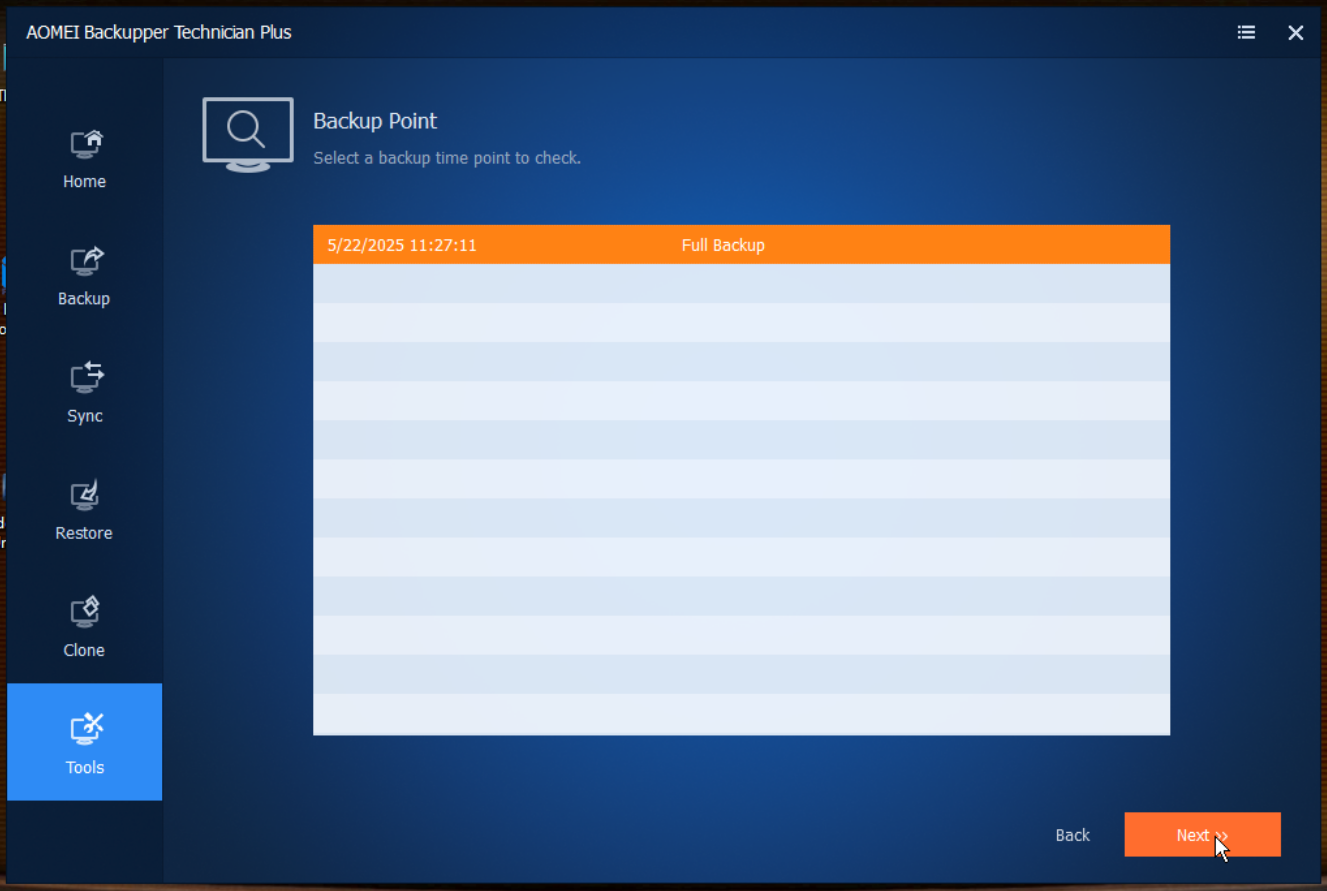 AOMEI Backupper Technician Plus
Home
Backup
Sync
Restore
Clone
Tools
Backup Point
Select a backup time point to check.
5/22/2025 11:27:11 Full Backup
Back
Next >>